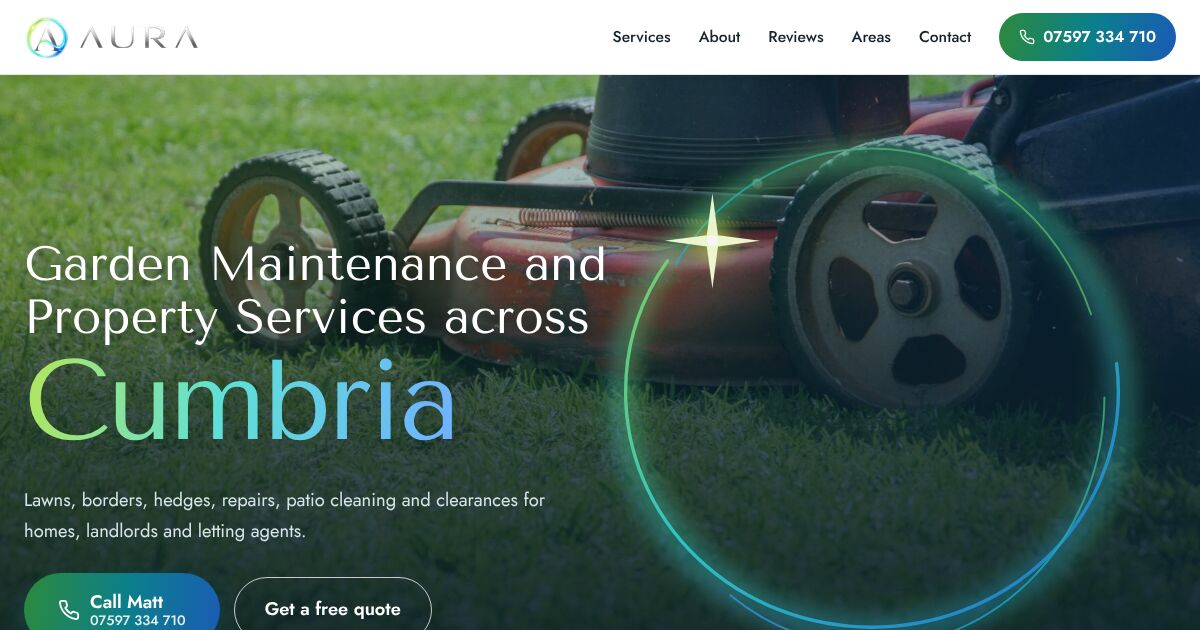 AURA
Services
About
Reviews
Areas
Contact
07597 334 710
Garden Maintenance and
Property Services across
Cumbria
Lawns, borders, hedges, repairs, patio cleaning and clearances for
homes, landlords and letting agents.
Call Matt
07597 334 710
Get a free quote